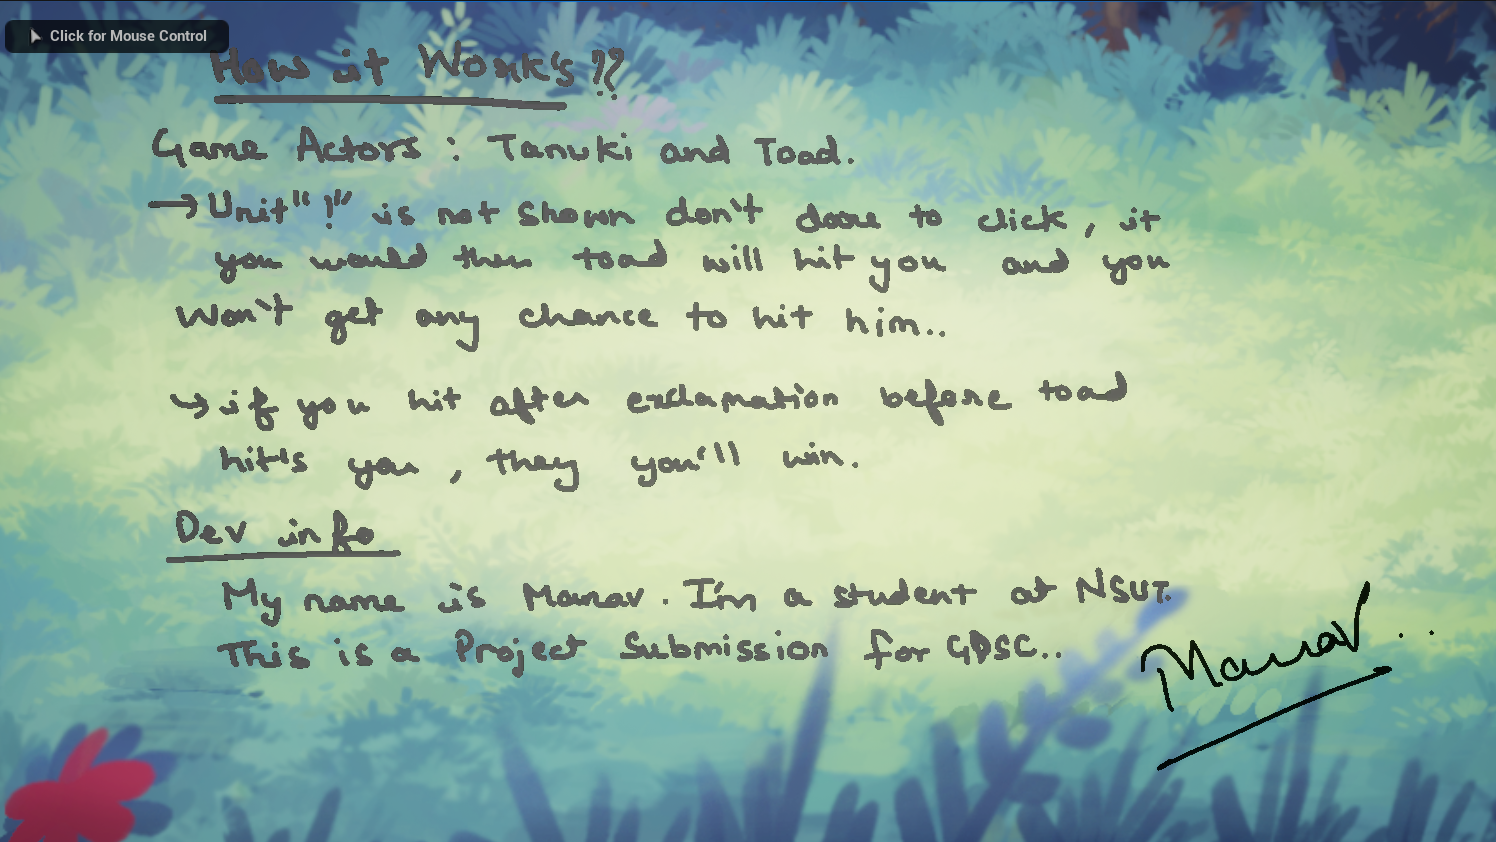 Click for Mouse Control
How it Work's ??
Game Actors : Tanuki and Toad.
→ Unit "!" is not shown don't dare to click, it
you would then toad will hit you and you
won't get any chance to hit him..
↳ if you hit after exclamation before toad
hit's you, they you'll win.
Dev info
My name is Manav. I'm a student at NSUT.
This is a Project Submission for GDSC..
Manav..